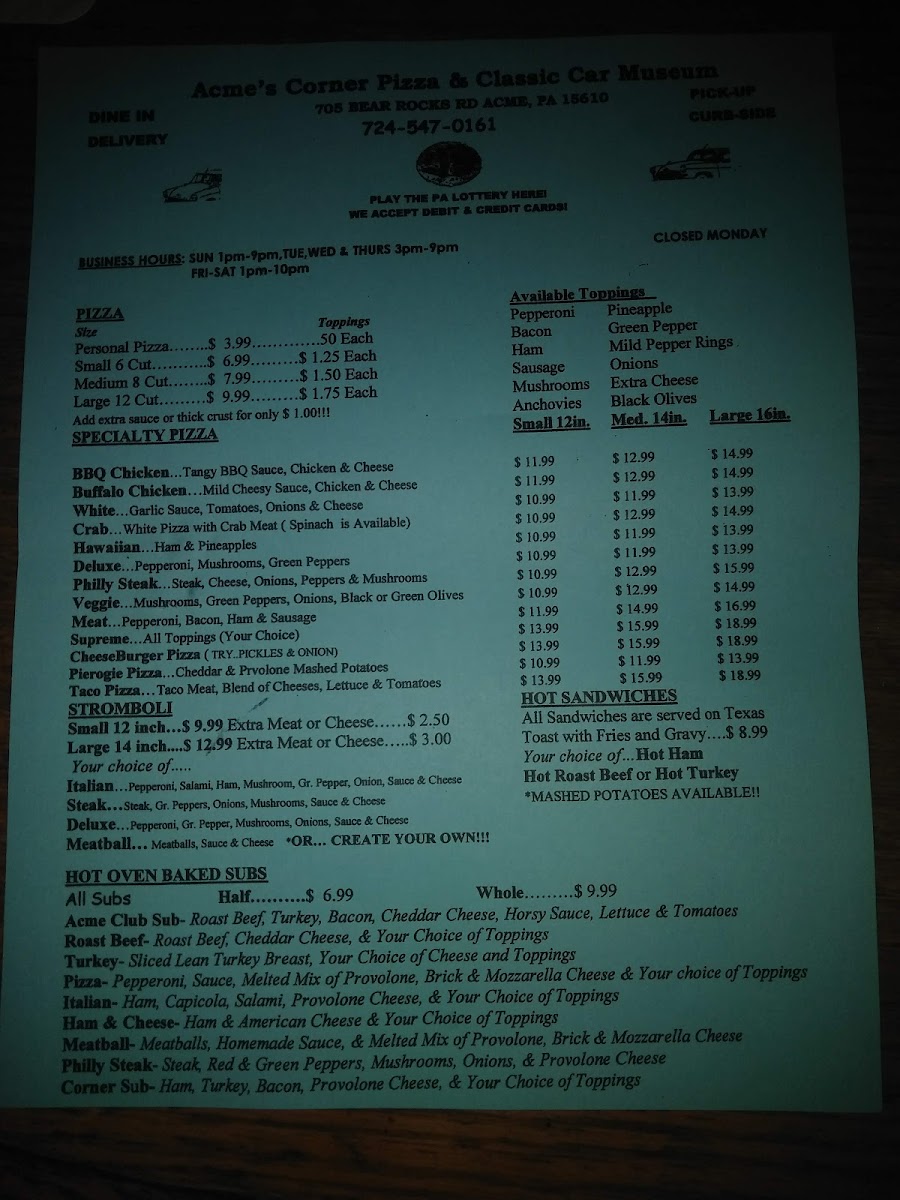 Acme's Corner Pizza & Classic Car Museum
705 BEAR ROCKS RD ACME, PA 15610
724-547-0161
DINE IN
DELIVERY
PICK-UP
CURB-SIDE
PLAY THE PA LOTTERY HERE!
WE ACCEPT DEBIT & CREDIT CARDS!
BUSINESS HOURS: SUN 1pm-9pm,TUE,WED & THURS 3pm-9pm
FRI-SAT 1pm-10pm
CLOSED MONDAY
PIZZA
Size Toppings
Personal Pizza.......$ 3.99.............50 Each
Small 6 Cut..........$ 6.99.........$ 1.25 Each
Medium 8 Cut.......$ 7.99.........$ 1.50 Each
Large 12 Cut.........$ 9.99.........$ 1.75 Each
Add extra sauce or thick crust for only $ 1.00!!!
Available Toppings
Pepperoni Pineapple
Bacon Green Pepper
Ham Mild Pepper Rings
Sausage Onions
Mushrooms Extra Cheese
Anchovies Black Olives
SPECIALTY PIZZA
Small 12in. Med. 14in. Large 16in.
BBQ Chicken...Tangy BBQ Sauce, Chicken & Cheese $ 11.99 $ 12.99 $ 14.99
Buffalo Chicken...Mild Cheesy Sauce, Chicken & Cheese $ 11.99 $ 12.99 $ 14.99
White...Garlic Sauce, Tomatoes, Onions & Cheese $ 10.99 $ 11.99 $ 13.99
Crab...White Pizza with Crab Meat ( Spinach is Available) $ 10.99 $ 12.99 $ 14.99
Hawaiian...Ham & Pineapples $ 10.99 $ 11.99 $ 13.99
Deluxe...Pepperoni, Mushrooms, Green Peppers $ 10.99 $ 11.99 $ 13.99
Philly Steak...Steak, Cheese, Onions, Peppers & Mushrooms $ 10.99 $ 12.99 $ 15.99
Veggie...Mushrooms, Green Peppers, Onions, Black or Green Olives $ 10.99 $ 12.99 $ 14.99
Meat...Pepperoni, Bacon, Ham & Sausage $ 11.99 $ 14.99 $ 16.99
Supreme...All Toppings (Your Choice) $ 13.99 $ 15.99 $ 18.99
CheeseBurger Pizza ( TRY..PICKLES & ONION) $ 13.99 $ 15.99 $ 18.99
Pierogie Pizza...Cheddar & Prvolone Mashed Potatoes $ 10.99 $ 11.99 $ 13.99
Taco Pizza...Taco Meat, Blend of Cheeses, Lettuce & Tomatoes $ 13.99 $ 15.99 $ 18.99
STROMBOLI
Small 12 inch...$ 9.99 Extra Meat or Cheese......$ 2.50
Large 14 inch....$ 12.99 Extra Meat or Cheese.....$ 3.00
Your choice of.....
Italian...Pepperoni, Salami, Ham, Mushroom, Gr. Pepper, Onion, Sauce & Cheese
Steak...Steak, Gr. Peppers, Onions, Mushrooms, Sauce & Cheese
Deluxe...Pepperoni, Gr. Pepper, Mushrooms, Onions, Sauce & Cheese
Meatball... Meatballs, Sauce & Cheese *OR... CREATE YOUR OWN!!!
HOT SANDWICHES
All Sandwiches are served on Texas
Toast with Fries and Gravy....$ 8.99
Your choice of...Hot Ham
Hot Roast Beef or Hot Turkey
*MASHED POTATOES AVAILABLE!!
HOT OVEN BAKED SUBS
All Subs Half..........$ 6.99 Whole.........$ 9.99
Acme Club Sub- Roast Beef, Turkey, Bacon, Cheddar Cheese, Horsy Sauce, Lettuce & Tomatoes
Roast Beef- Roast Beef, Cheddar Cheese, & Your Choice of Toppings
Turkey- Sliced Lean Turkey Breast, Your Choice of Cheese and Toppings
Pizza- Pepperoni, Sauce, Melted Mix of Provolone, Brick & Mozzarella Cheese & Your choice of Toppings
Italian- Ham, Capicola, Salami, Provolone Cheese, & Your Choice of Toppings
Ham & Cheese- Ham & American Cheese & Your Choice of Toppings
Meatball- Meatballs, Homemade Sauce, & Melted Mix of Provolone, Brick & Mozzarella Cheese
Philly Steak- Steak, Red & Green Peppers, Mushrooms, Onions, & Provolone Cheese
Corner Sub- Ham, Turkey, Bacon, Provolone Cheese, & Your Choice of Toppings